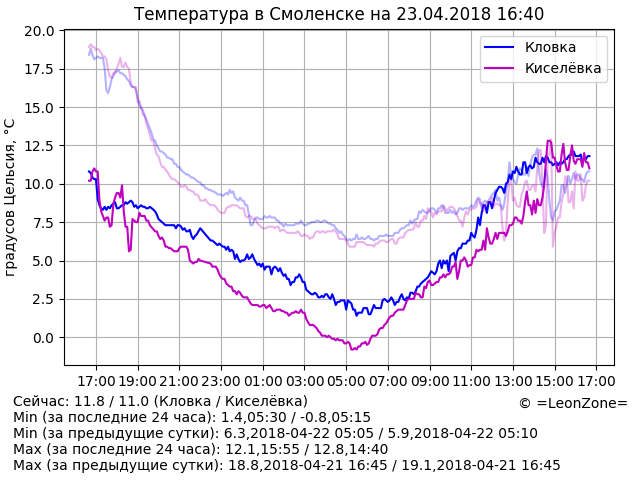 Температура в Смоленске на 23.04.2018 16:40
Кловка
Киселёвка
градусов Цельсия, °C
20.0
17.5
15.0
12.5
10.0
7.5
5.0
2.5
0.0
17:00 19:00 21:00 23:00 01:00 03:00 05:00 07:00 09:00 11:00 13:00 15:00 17:00
Сейчас: 11.8 / 11.0 (Кловка / Киселёвка)
© =LeonZone=
Min (за последние 24 часа): 1.4,05:30 / -0.8,05:15
Min (за предыдущие сутки): 6.3,2018-04-22 05:05 / 5.9,2018-04-22 05:10
Max (за последние 24 часа): 12.1,15:55 / 12.8,14:40
Max (за предыдущие сутки): 18.8,2018-04-21 16:45 / 19.1,2018-04-21 16:45